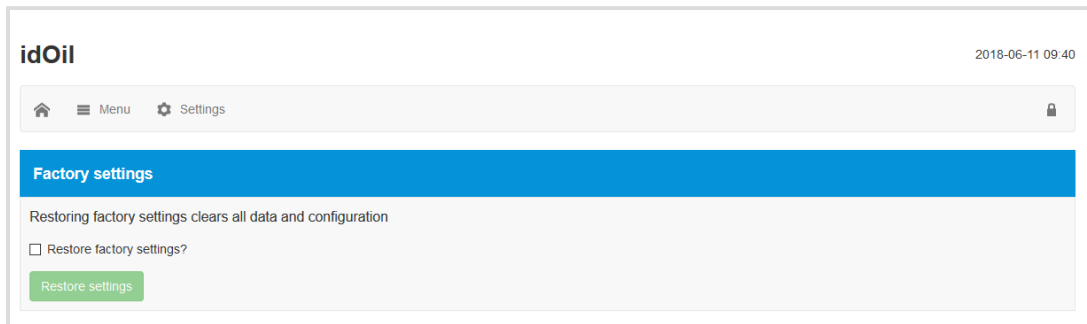 idOil
2018-06-11 09:40
Menu Settings
Factory settings
Restoring factory settings clears all data and configuration
Restore factory settings?
Restore settings